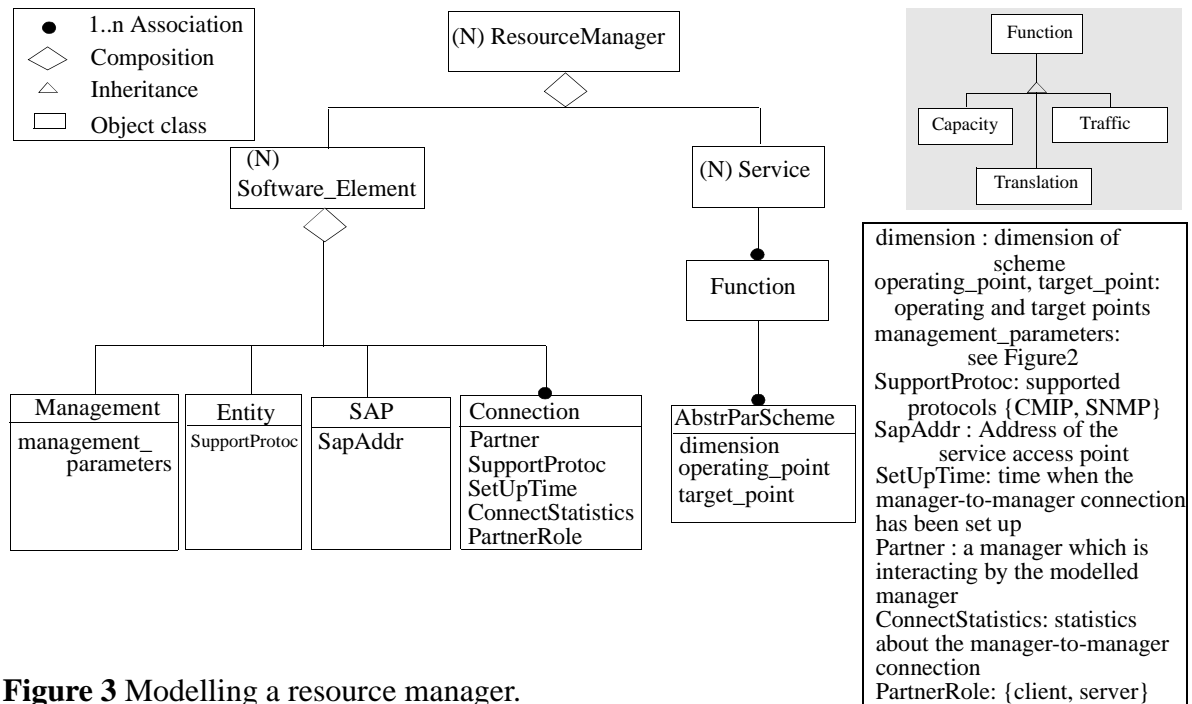 1..n Association
Composition
Inheritance
Object class
(N) ResourceManager
(N)
Software_Element
(N) Service
Function
Management
management_
parameters
Entity
SupportProtoc
SAP
SapAddr
Connection
Partner
SupportProtoc
SetUpTime
ConnectStatistics
PartnerRole
AbstrParScheme
dimension
operating_point
target_point
Function
Capacity
Traffic
Translation
dimension : dimension of
scheme
operating_point, target_point:
operating and target points
management_parameters:
see Figure2
SupportProtoc: supported
protocols {CMIP, SNMP}
SapAddr : Address of the
service access point
SetUpTime: time when the
manager-to-manager connection
has been set up
Partner : a manager which is
interacting by the modelled
manager
ConnectStatistics: statistics
about the manager-to-manager
connection
PartnerRole: {client, server}
Figure 3 Modelling a resource manager.